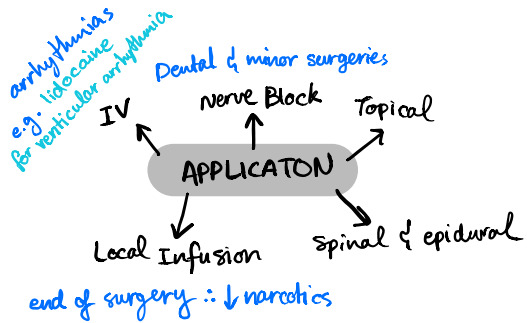 arrhythmias
e.g. lidocaine
for venticular arrhythmia
IV
Dental & minor surgeries
Nerve Block
Topical
APPLICATON
Local Infusion
Spinal & epidural
end of surgery ∴ ↓ narcotics